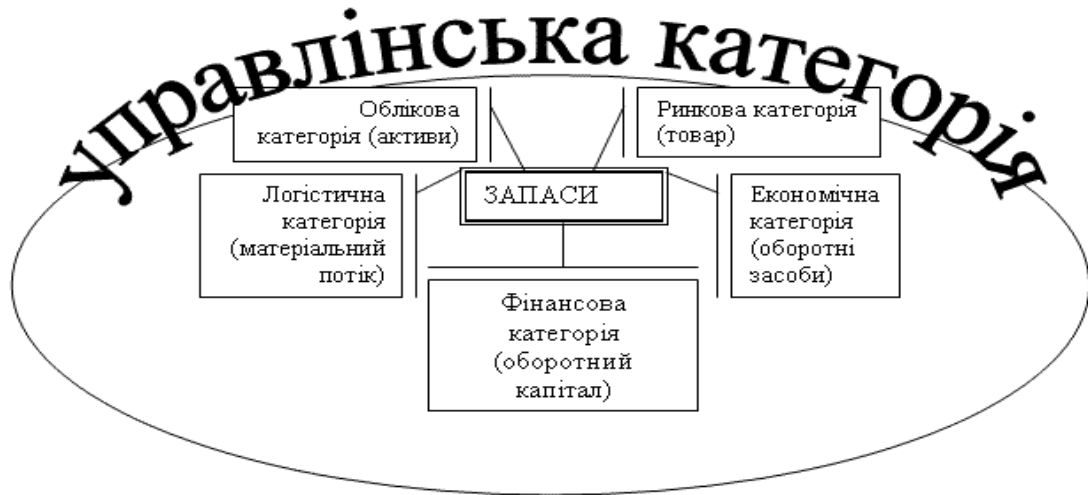 управлінська категорія
Облікова
категорія (активи)
Ринкова категорія
(товар)
Логістична
категорія
(матеріальний
потік)
ЗАПАСИ
Економічна
категорія
(оборотні
засоби)
Фінансова
категорія
(оборотний
капітал)